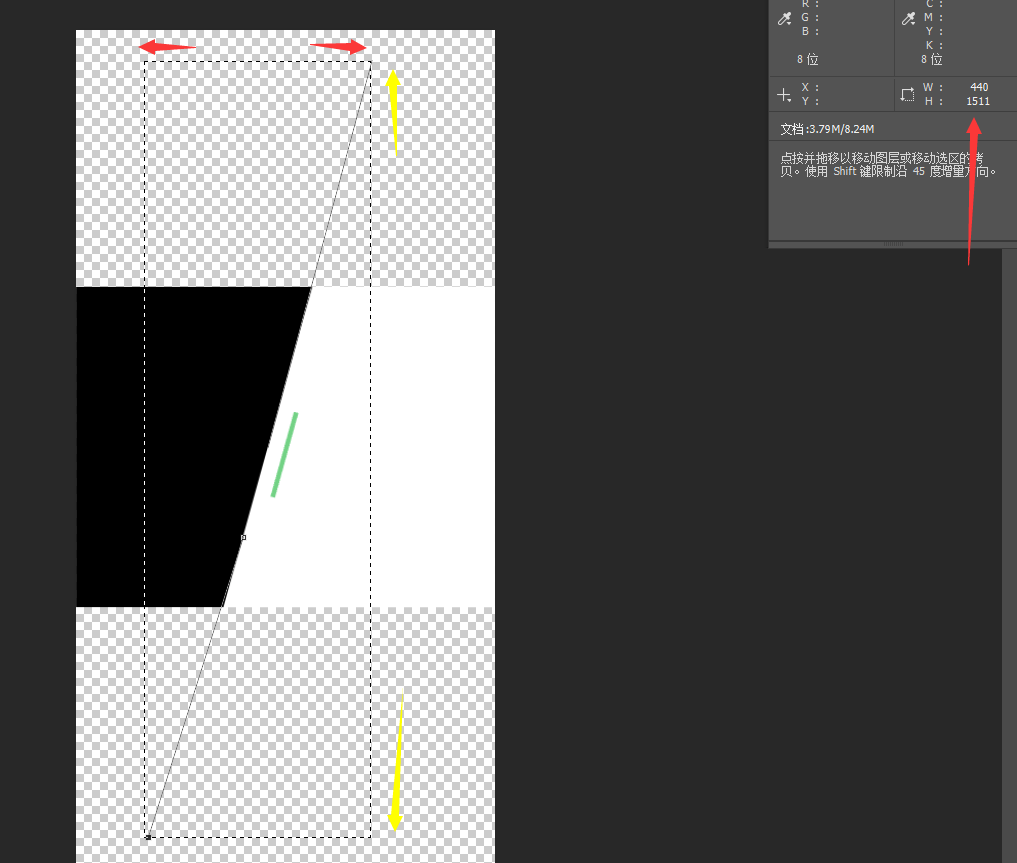 R : C :
G : M :
B : Y :
K :
8 位 8 位
X : W : 440
Y : H : 1511
文档:3.79M/8.24M
点按并拖移以移动图层或移动选区的拷
贝。使用 Shift 键限制沿 45 度增量方向。